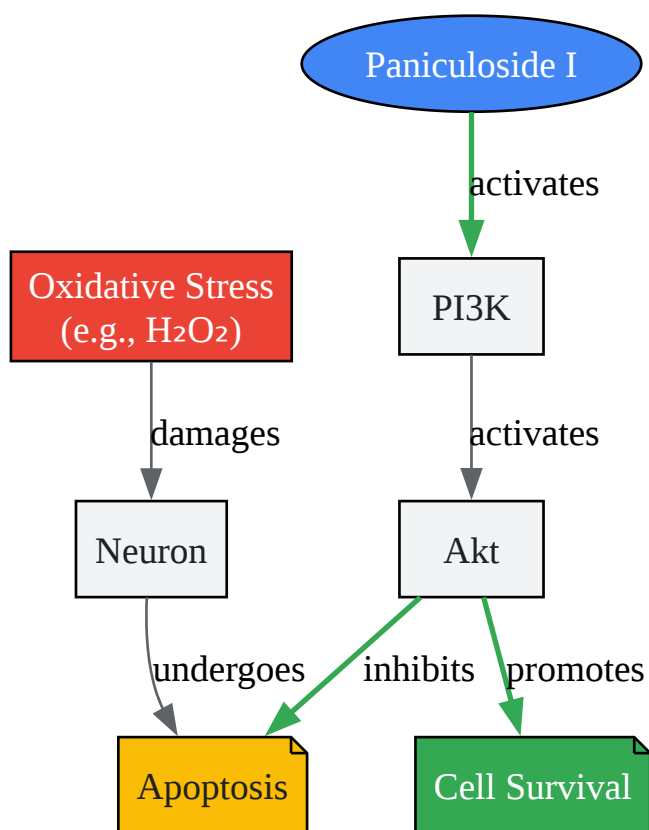 Paniculoside I
activates
Oxidative Stress
(e.g., H₂O₂)
PI3K
damages
activates
Neuron
Akt
undergoes
inhibits
promotes
Apoptosis
Cell Survival